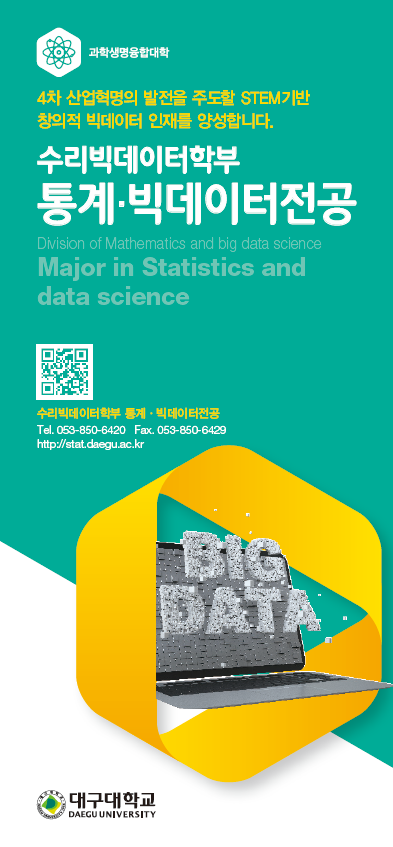 과학생명융합대학
4차 산업혁명의 발전을 주도할 STEM기반
창의적 빅데이터 인재를 양성합니다.
수리빅데이터학부
통계·빅데이터전공
Division of Mathematics and big data science
Major in Statistics and
data science
수리빅데이터학부 통계 · 빅데이터전공
Tel. 053-850-6420 Fax. 053-850-6429
http://stat.daegu.ac.kr
BIG
DATA
대구대학교
DAEGU UNIVERSITY